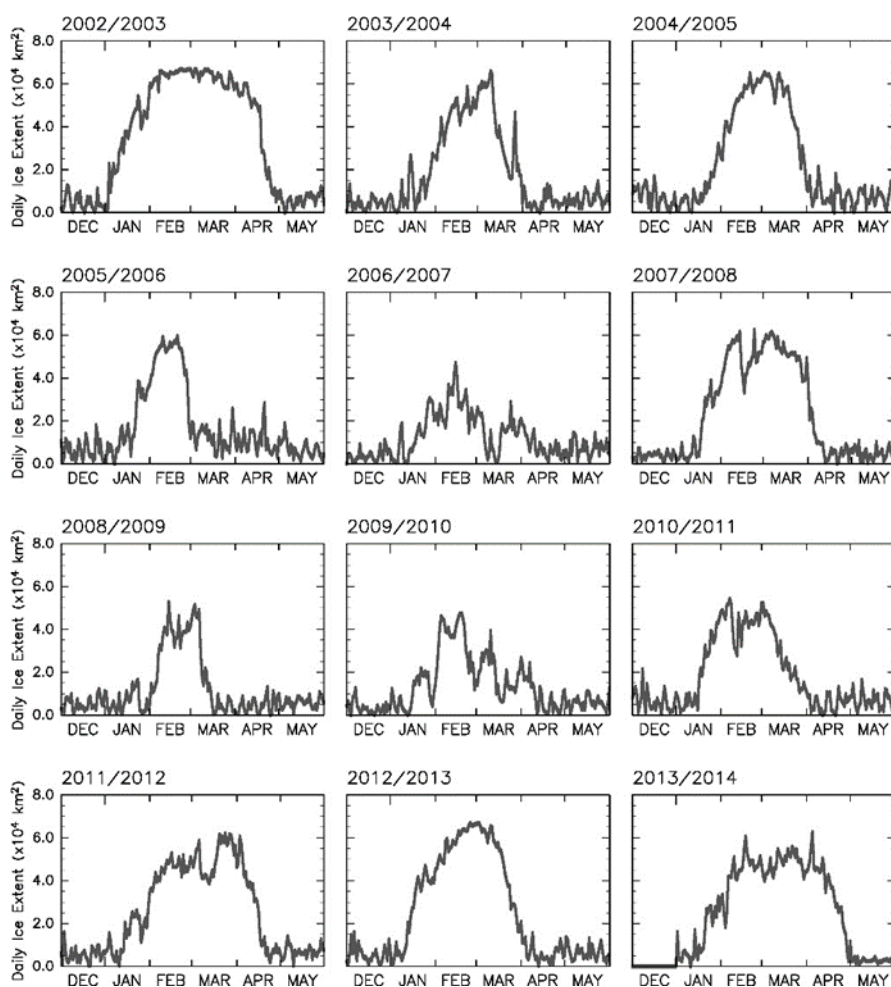 2002/2003 2003/2004 2004/2005
Daily Ice Extent (x10⁴ km²)
8.0
6.0
4.0
2.0
0.0
DEC JAN FEB MAR APR MAY DEC JAN FEB MAR APR MAY DEC JAN FEB MAR APR MAY
2005/2006 2006/2007 2007/2008
Daily Ice Extent (x10⁴ km²)
8.0
6.0
4.0
2.0
0.0
DEC JAN FEB MAR APR MAY DEC JAN FEB MAR APR MAY DEC JAN FEB MAR APR MAY
2008/2009 2009/2010 2010/2011
Daily Ice Extent (x10⁴ km²)
8.0
6.0
4.0
2.0
0.0
DEC JAN FEB MAR APR MAY DEC JAN FEB MAR APR MAY DEC JAN FEB MAR APR MAY
2011/2012 2012/2013 2013/2014
Daily Ice Extent (x10⁴ km²)
8.0
6.0
4.0
2.0
0.0
DEC JAN FEB MAR APR MAY DEC JAN FEB MAR APR MAY DEC JAN FEB MAR APR MAY